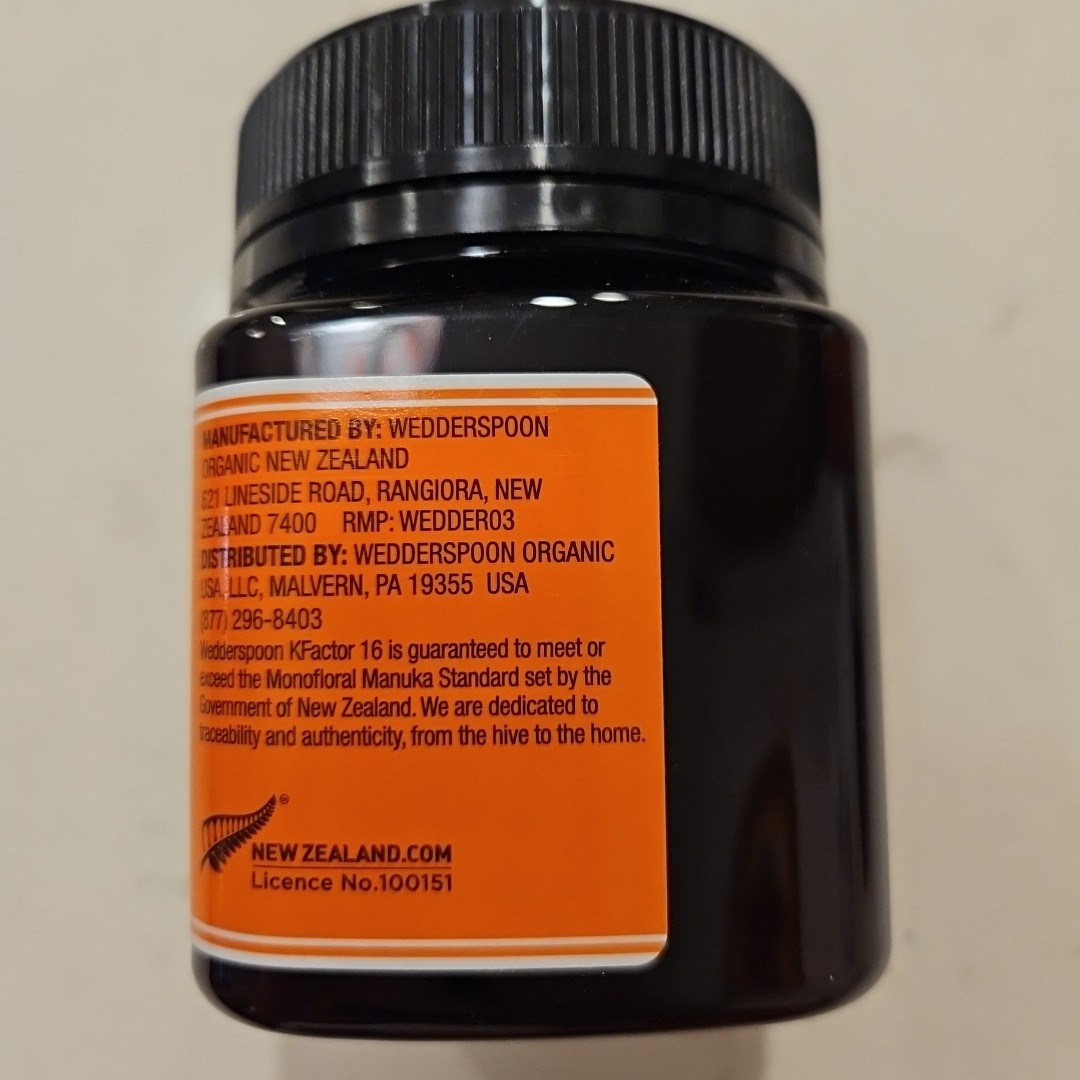 MANUFACTURED BY: WEDDERSPOON
ORGANIC NEW ZEALAND
621 LINESIDE ROAD, RANGIORA, NEW
ZEALAND 7400 RMP: WEDDER03
DISTRIBUTED BY: WEDDERSPOON ORGANIC
USA, LLC, MALVERN, PA 19355 USA
(877) 296-8403
Wedderspoon KFactor 16 is guaranteed to meet or
exceed the Monofloral Manuka Standard set by the
Government of New Zealand. We are dedicated to
traceability and authenticity, from the hive to the home.
NEW ZEALAND.COM
Licence No.100151